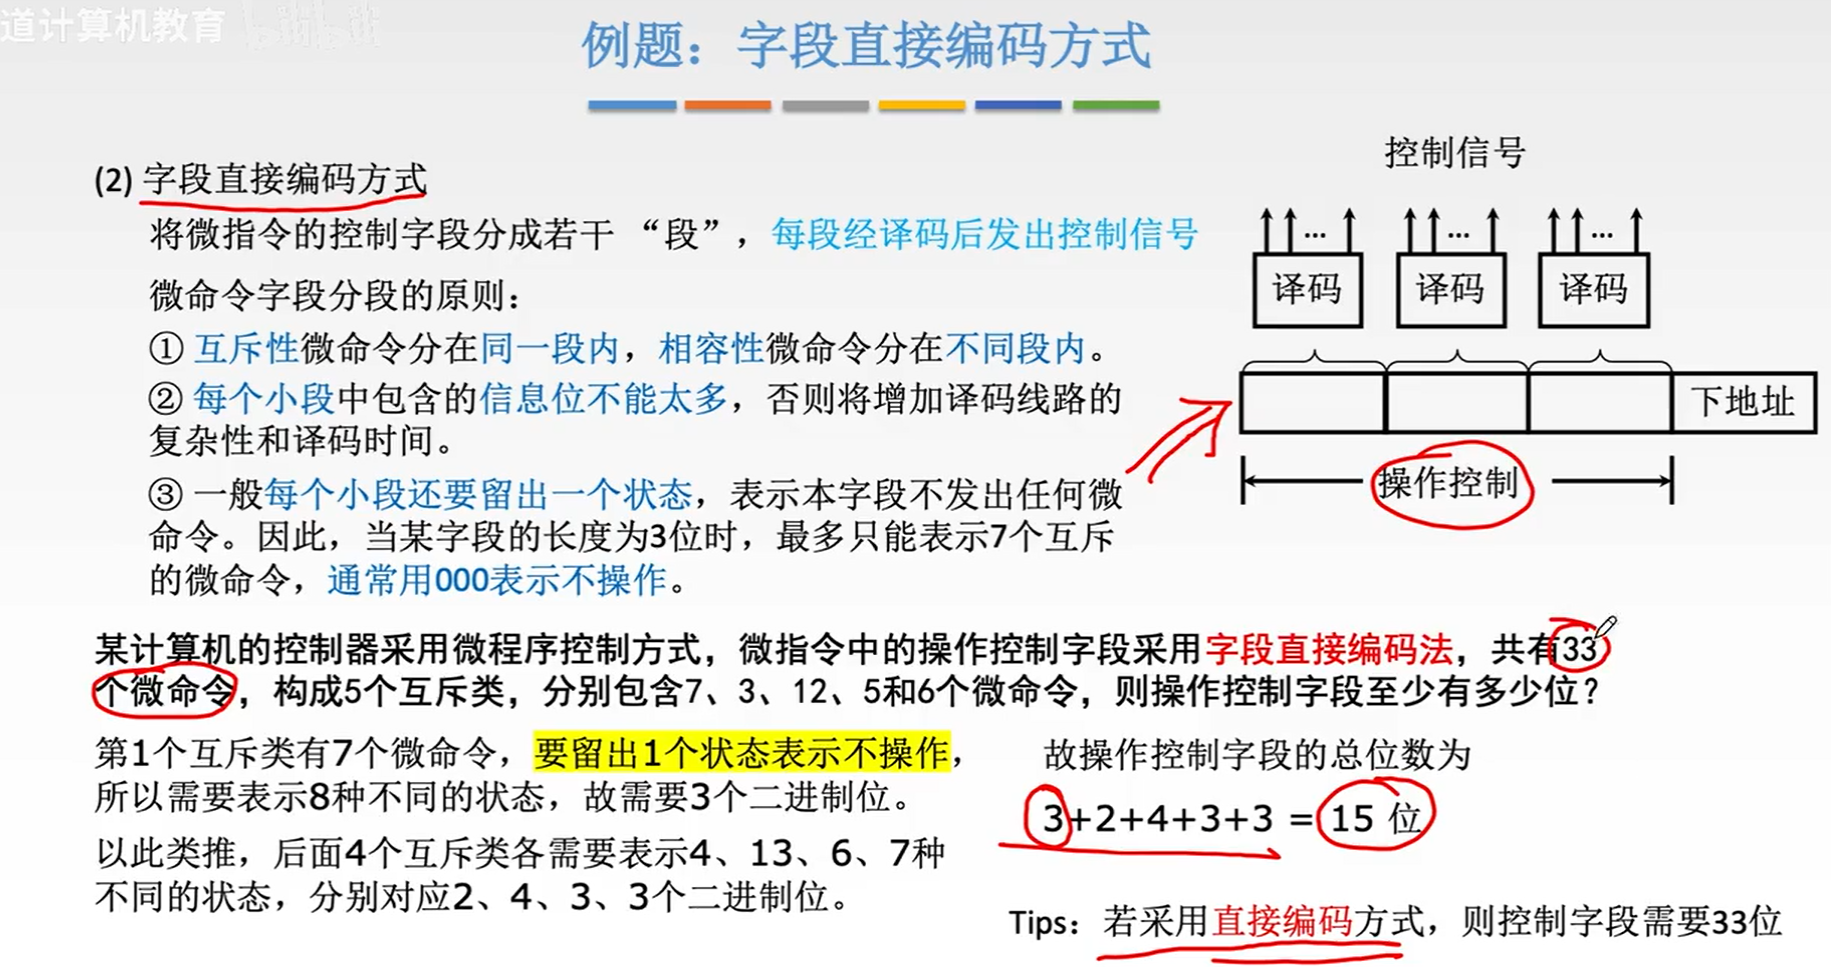 道计算机教育 bilibili
例题：字段直接编码方式
(2) 字段直接编码方式
将微指令的控制字段分成若干 “段”，每段经译码后发出控制信号
微命令字段分段的原则：
① 互斥性微命令分在同一段内，相容性微命令分在不同段内。
② 每个小段中包含的信息位不能太多，否则将增加译码线路的
复杂性和译码时间。
③ 一般每个小段还要留出一个状态，表示本字段不发出任何微
命令。因此，当某字段的长度为3位时，最多只能表示7个互斥
的微命令，通常用000表示不操作。
控制信号
... ... ...
译码 译码 译码
下地址
操作控制
某计算机的控制器采用微程序控制方式，微指令中的操作控制字段采用字段直接编码法，共有33
个微命令，构成5个互斥类，分别包含7、3、12、5和6个微命令，则操作控制字段至少有多少位？
第1个互斥类有7个微命令，要留出1个状态表示不操作，
所以需要表示8种不同的状态，故需要3个二进制位。
以此类推，后面4个互斥类各需要表示4、13、6、7种
不同的状态，分别对应2、4、3、3个二进制位。
故操作控制字段的总位数为
3+2+4+3+3 = 15 位
Tips：若采用直接编码方式，则控制字段需要33位